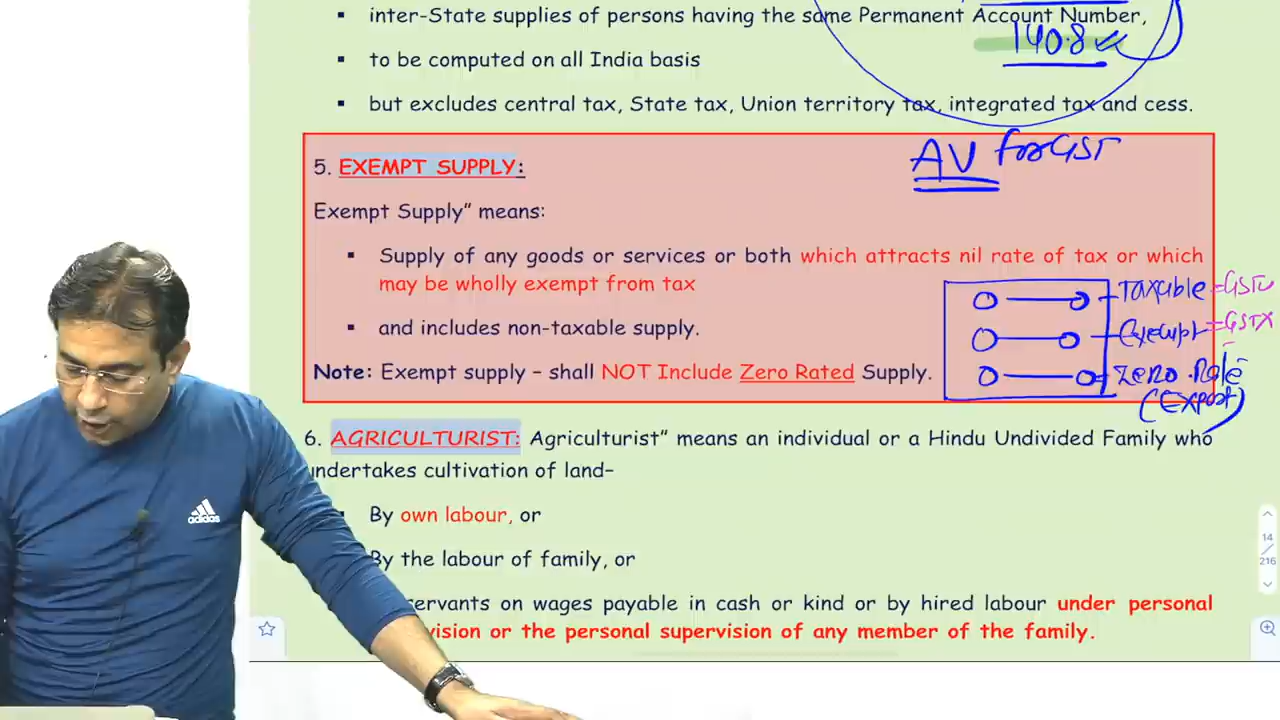 inter-State supplies of persons having the same Permanent Account Number,
140.8
to be computed on all India basis
but excludes central tax, State tax, Union territory tax, integrated tax and cess.
AV for GST
5. EXEMPT SUPPLY:
Exempt Supply” means:
Supply of any goods or services or both which attracts nil rate of tax or which
may be wholly exempt from tax
Taxable = GST✓
and includes non-taxable supply.
Exempt = GST X
Note: Exempt supply – shall NOT Include Zero Rated Supply.
= Zero Rate
(Export)
6. AGRICULTURIST: Agriculturist” means an individual or a Hindu Undivided Family who
undertakes cultivation of land–
By own labour, or
By the labour of family, or
servants on wages payable in cash or kind or by hired labour under personal
vision or the personal supervision of any member of the family.
adidas
14
/
216